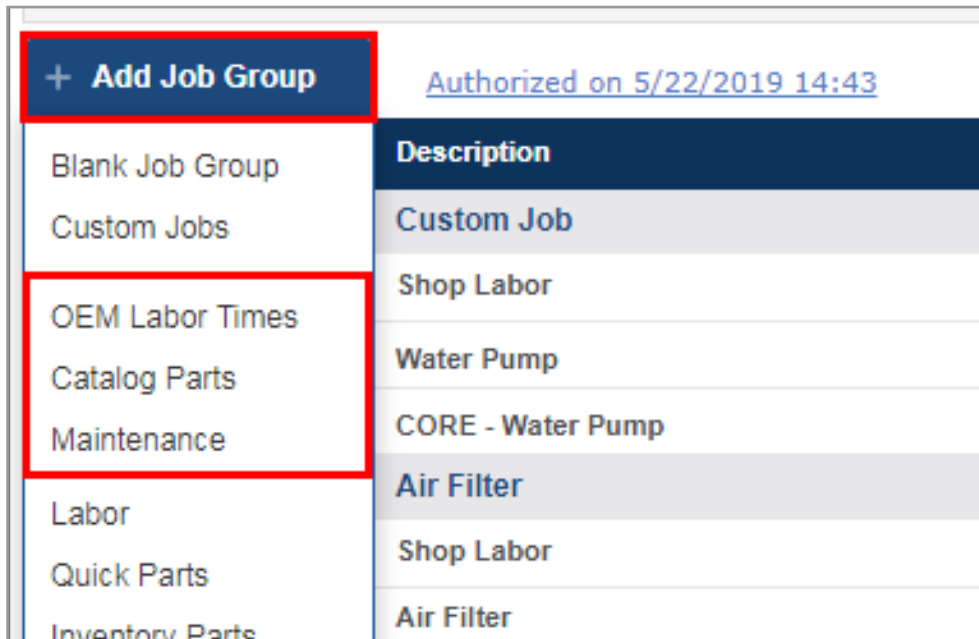 + Add Job Group
Authorized on 5/22/2019 14:43
Blank Job Group
Custom Jobs
OEM Labor Times
Catalog Parts
Maintenance
Labor
Quick Parts
Inventory Parts
Description
Custom Job
Shop Labor
Water Pump
CORE - Water Pump
Air Filter
Shop Labor
Air Filter